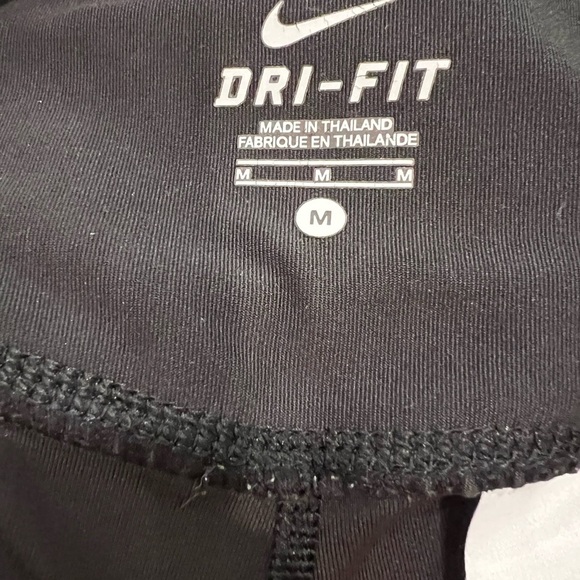 DRI-FIT
MADE IN THAILAND
FABRIQUE EN THAILANDE
M M M
M